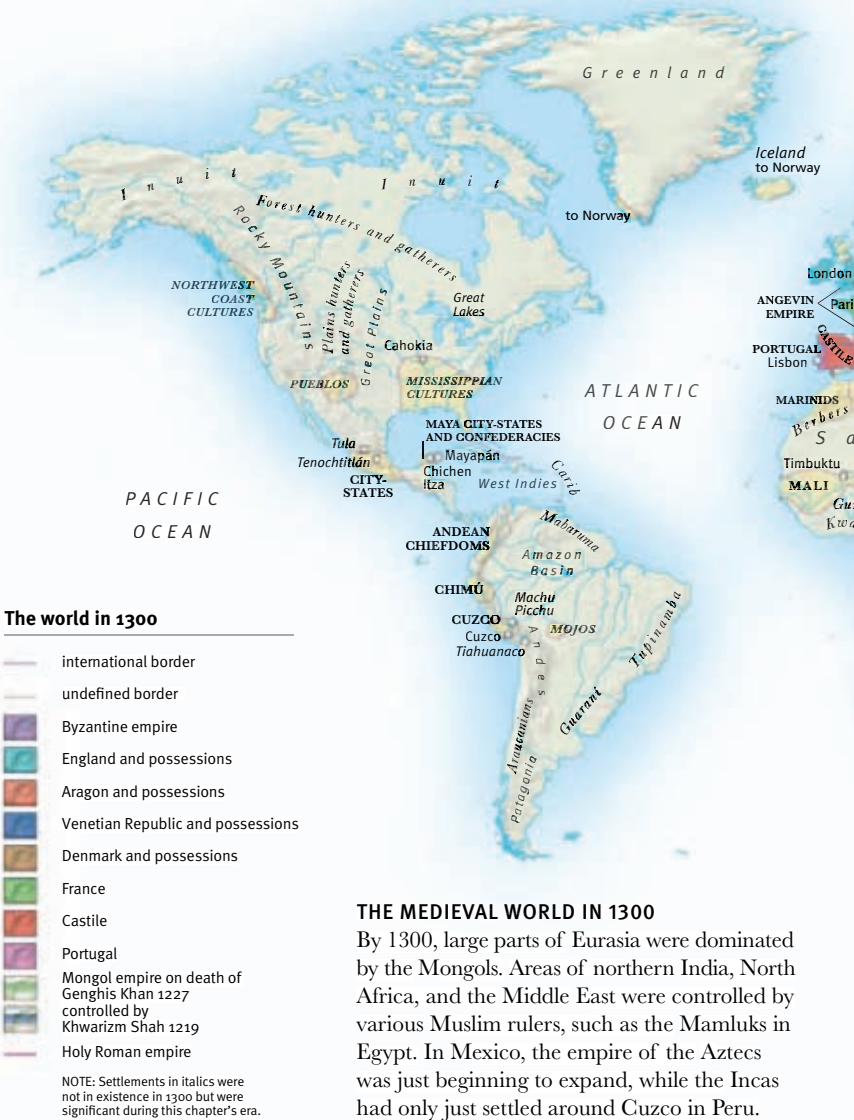 Greenland
Iceland
to Norway
Inuit
Inuit
to Norway
Forest hunters and gatherers
Rocky Mountains
NORTHWEST
COAST
CULTURES
Plains hunters
and gatherers
Great Plains
Great
Lakes
London
ANGEVIN
EMPIRE
Pari
CASTILE
PORTUGAL
Lisbon
Cahokia
PUEBLOS
MISSISSIPPIAN
CULTURES
ATLANTIC
OCEAN
MARINIDS
Berbers
S a
MAYA CITY-STATES
AND CONFEDERACIES
Tula
Tenochtitlán
Mayapán
Chichen
Itza
CITY-
STATES
West Indies
Carib
Timbuktu
MALI
Gu
Kwa
PACIFIC
OCEAN
ANDEAN
CHIEFDOMS
Mabaruma
Amazon
Basin
CHIMÚ
Machu
Picchu
CUZCO
Cuzco
Tiahuanaco
MOJOS
Andes
Tupinamba
Guarani
Araucanians
Patagonia
The world in 1300
international border
undefined border
Byzantine empire
England and possessions
Aragon and possessions
Venetian Republic and possessions
Denmark and possessions
France
Castile
Portugal
Mongol empire on death of
Genghis Khan 1227
controlled by
Khwarizm Shah 1219
Holy Roman empire
NOTE: Settlements in italics were
not in existence in 1300 but were
significant during this chapter's era.
THE MEDIEVAL WORLD IN 1300
By 1300, large parts of Eurasia were dominated
by the Mongols. Areas of northern India, North
Africa, and the Middle East were controlled by
various Muslim rulers, such as the Mamluks in
Egypt. In Mexico, the empire of the Aztecs
was just beginning to expand, while the Incas
had only just settled around Cuzco in Peru.